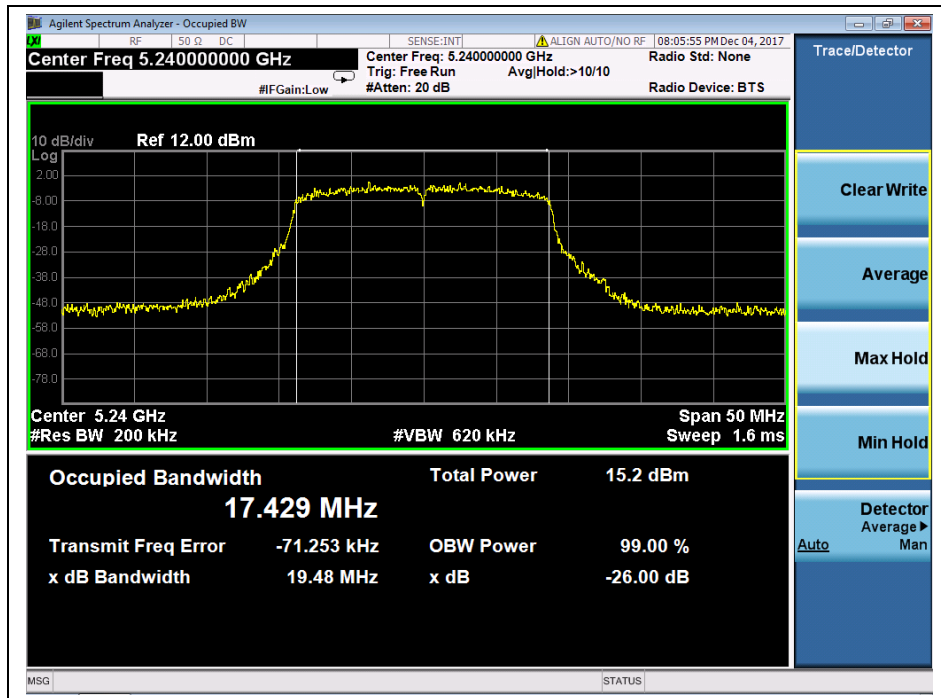 Agilent Spectrum Analyzer - Occupied BW
LXI RF 50 Ω DC SENSE:INT ALIGN AUTO/NO RF 08:05:55 PM Dec 04, 2017
Center Freq 5.240000000 GHz
Center Freq: 5.240000000 GHz Radio Std: None
Trig: Free Run Avg|Hold:>10/10
#IFGain:Low #Atten: 20 dB Radio Device: BTS
10 dB/div Ref 12.00 dBm
Log
2.00
-8.00
-18.0
-28.0
-38.0
-48.0
-58.0
-68.0
-78.0
Center 5.24 GHz Span 50 MHz
#Res BW 200 kHz #VBW 620 kHz Sweep 1.6 ms
Occupied Bandwidth Total Power 15.2 dBm
17.429 MHz
Transmit Freq Error -71.253 kHz OBW Power 99.00 %
x dB Bandwidth 19.48 MHz x dB -26.00 dB
Trace/Detector
Clear Write
Average
Max Hold
Min Hold
Detector
Average▶
Auto Man
MSG STATUS